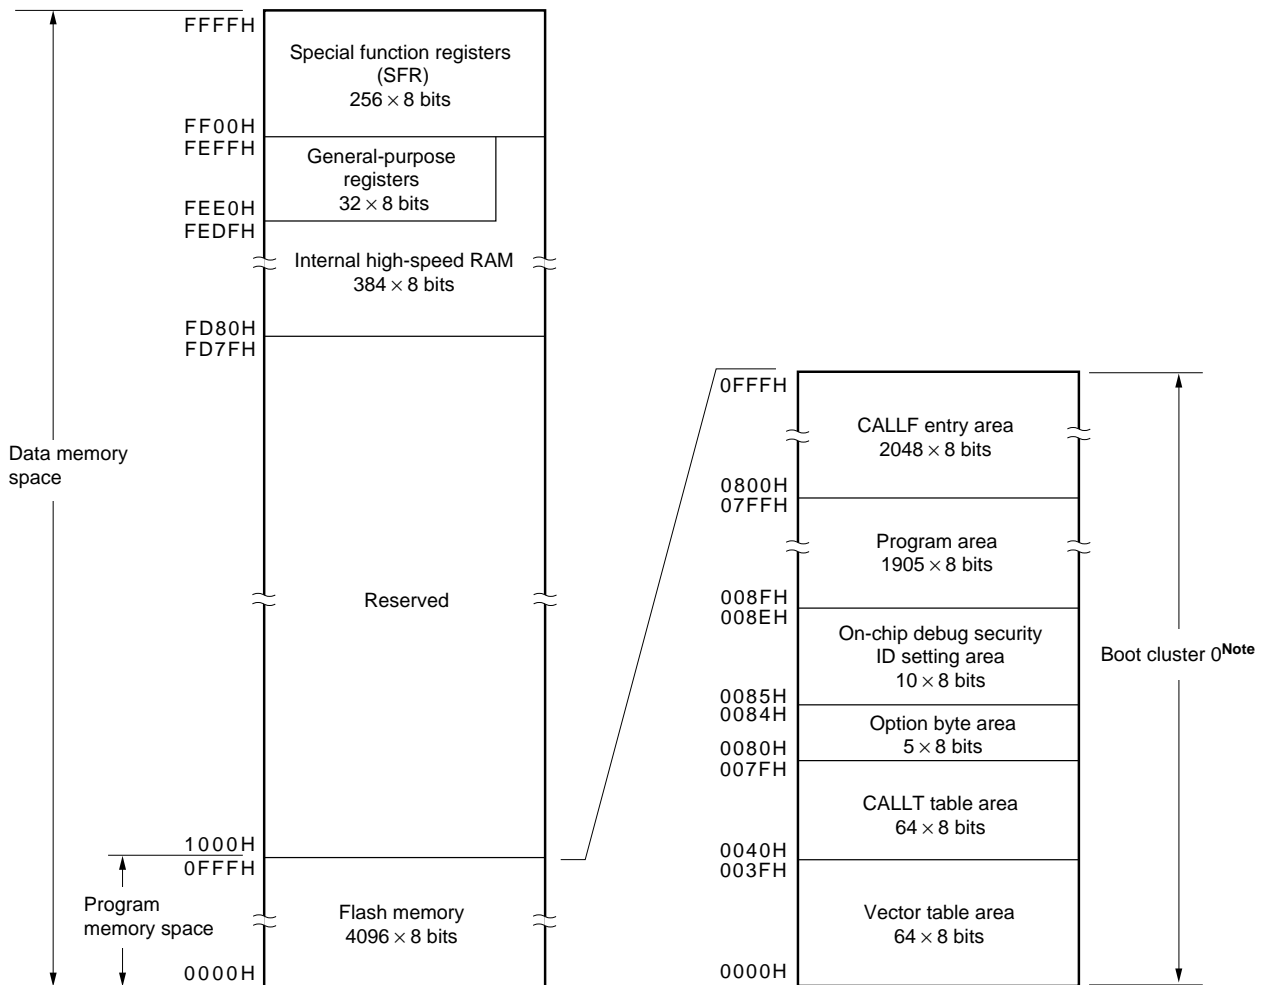 FFFFH
Special function registers
(SFR)
256 × 8 bits
FF00H
FEFFH
General-purpose
registers
32 × 8 bits
FEE0H
FEDFH
Internal high-speed RAM
384 × 8 bits
FD80H
FD7FH
Data memory
space
Reserved
1000H
0FFFH
Program
memory space
Flash memory
4096 × 8 bits
0000H
0FFFH
CALLF entry area
2048 × 8 bits
0800H
07FFH
Program area
1905 × 8 bits
008FH
008EH
On-chip debug security
ID setting area
10 × 8 bits
0085H
0084H
Option byte area
5 × 8 bits
0080H
007FH
CALLT table area
64 × 8 bits
0040H
003FH
Vector table area
64 × 8 bits
0000H
Boot cluster 0Note